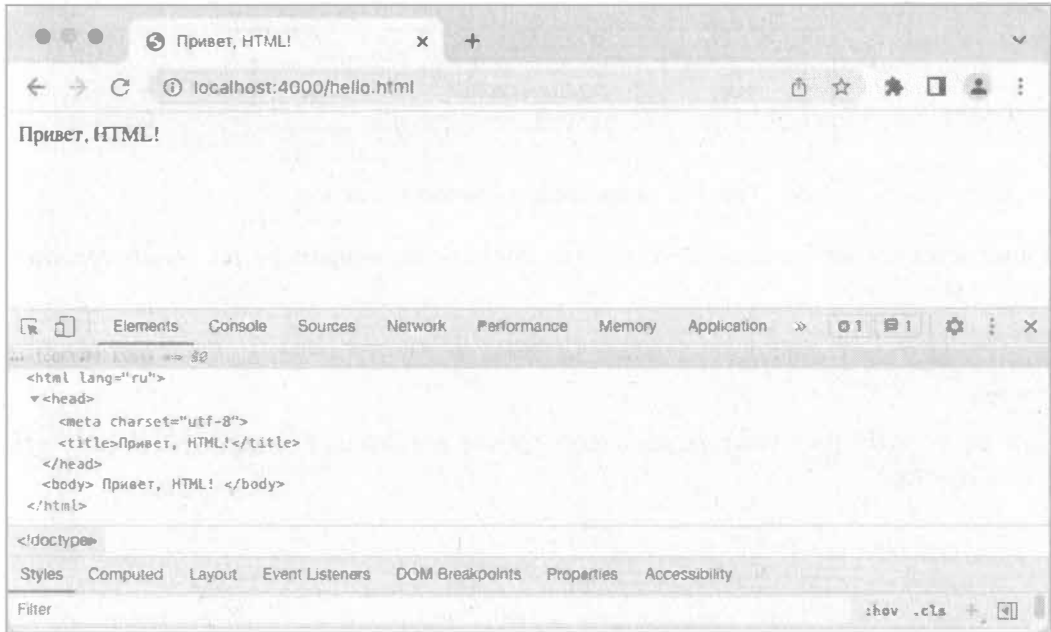 Привет, HTML!
localhost:4000/hello.html
Привет, HTML!
Elements Console Sources Network Performance Memory Application » 1 1
== $0
<html lang="ru">
▼<head>
<meta charset="utf-8">
<title>Привет, HTML!</title>
</head>
<body> Привет, HTML! </body>
</html>
<!doctype>
Styles Computed Layout Event Listeners DOM Breakpoints Properties Accessibility
Filter :hov .cls +